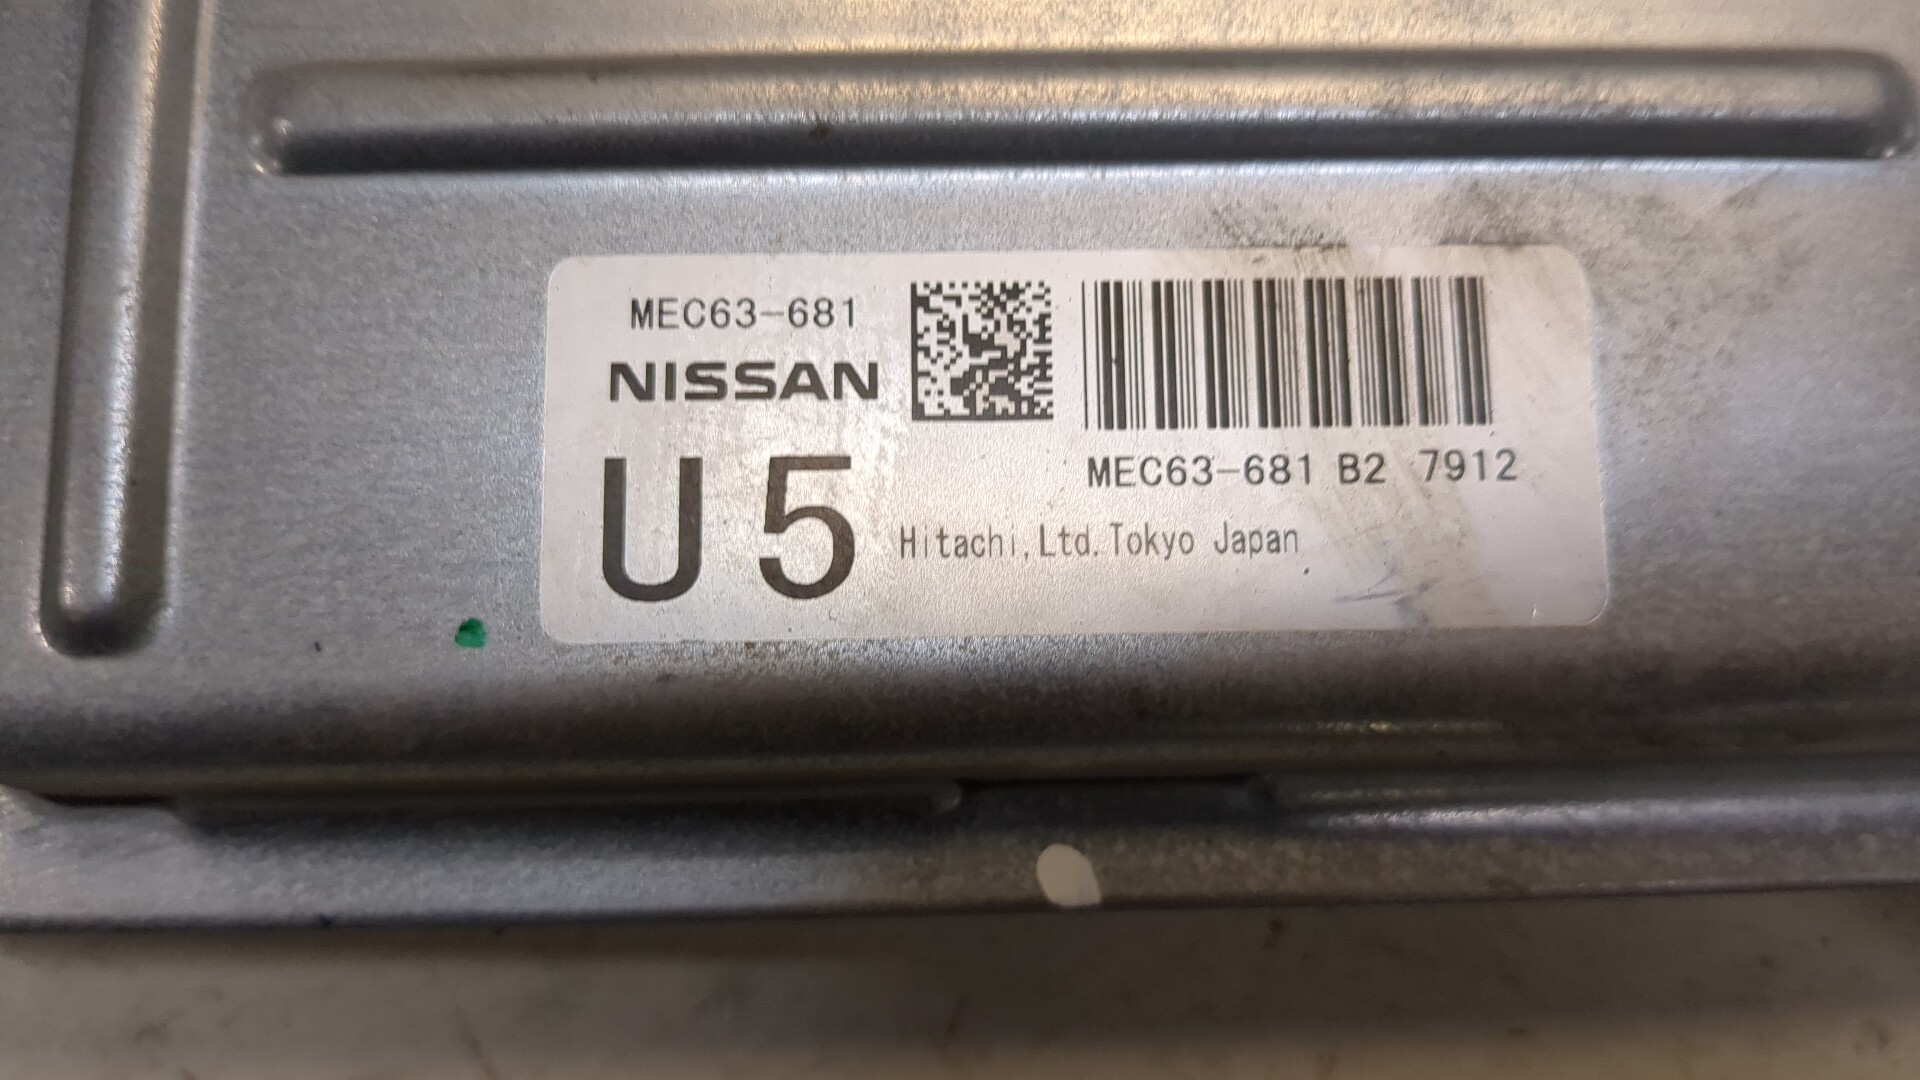 MEC63-681
NISSAN
U5
MEC63-681 B2 7912
Hitachi,Ltd.Tokyo Japan